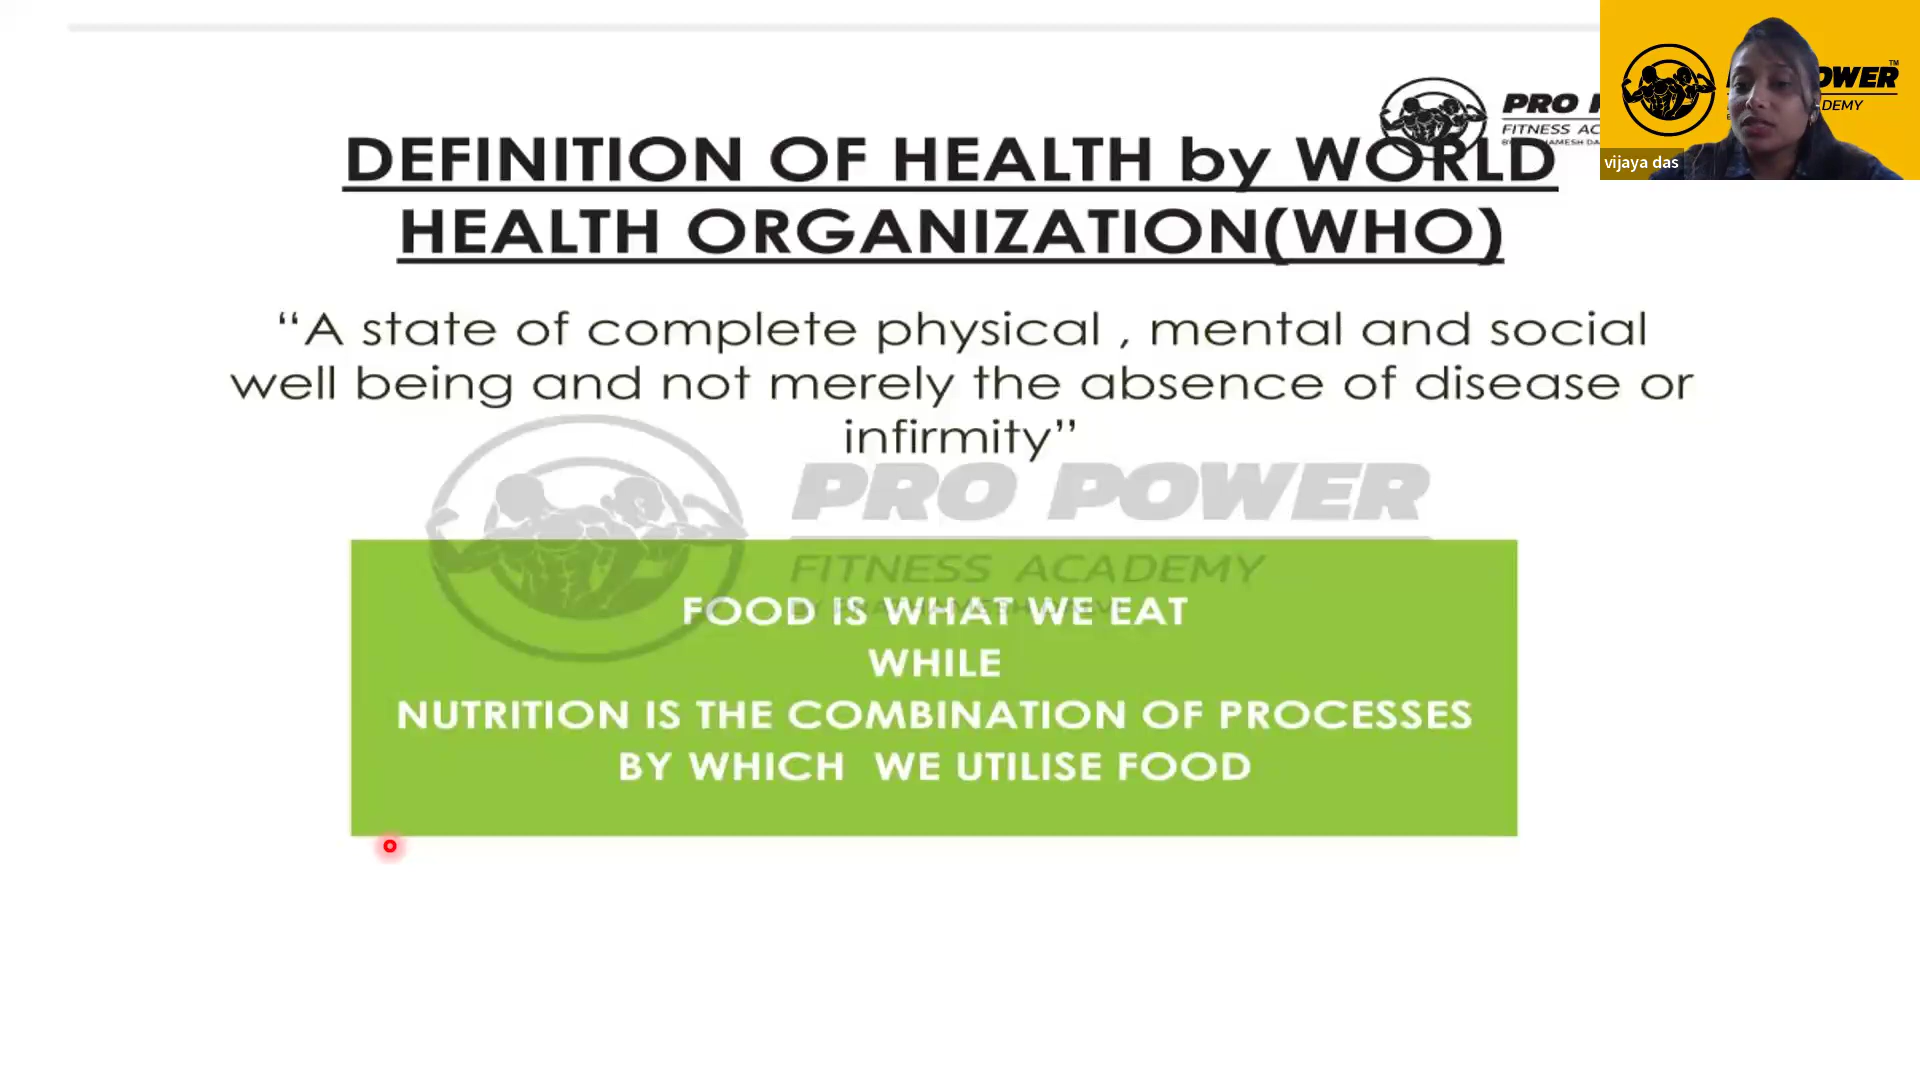 PRO
FITNESS AC
DEFINITION OF HEALTH by WORLD
HEALTH ORGANIZATION(WHO)
“A state of complete physical , mental and social
well being and not merely the absence of disease or
infirmity”
PRO POWER
FITNESS ACADEMY
FOOD IS WHAT WE EAT
WHILE
NUTRITION IS THE COMBINATION OF PROCESSES
BY WHICH WE UTILISE FOOD
OWER
TM
DEMY
vijaya das